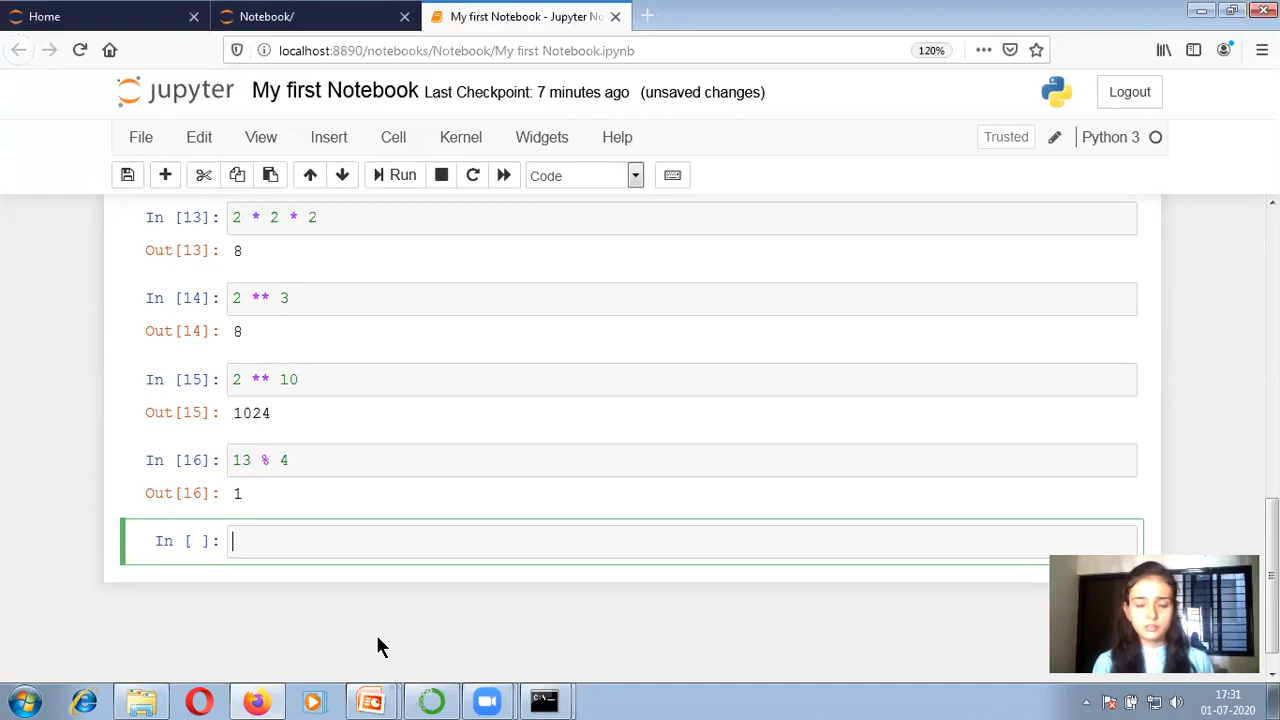 Home
Notebook/
My first Notebook - Jupyter No
localhost:8890/notebooks/Notebook/My first Notebook.ipynb
120%
jupyter
My first Notebook Last Checkpoint: 7 minutes ago (unsaved changes)
Logout
File Edit View Insert Cell Kernel Widgets Help
Trusted
Python 3
Run
Code
In [13]: 2 * 2 * 2
Out[13]: 8
In [14]: 2 ** 3
Out[14]: 8
In [15]: 2 ** 10
Out[15]: 1024
In [16]: 13 % 4
Out[16]: 1
In [ ]:
17:31
01-07-2020